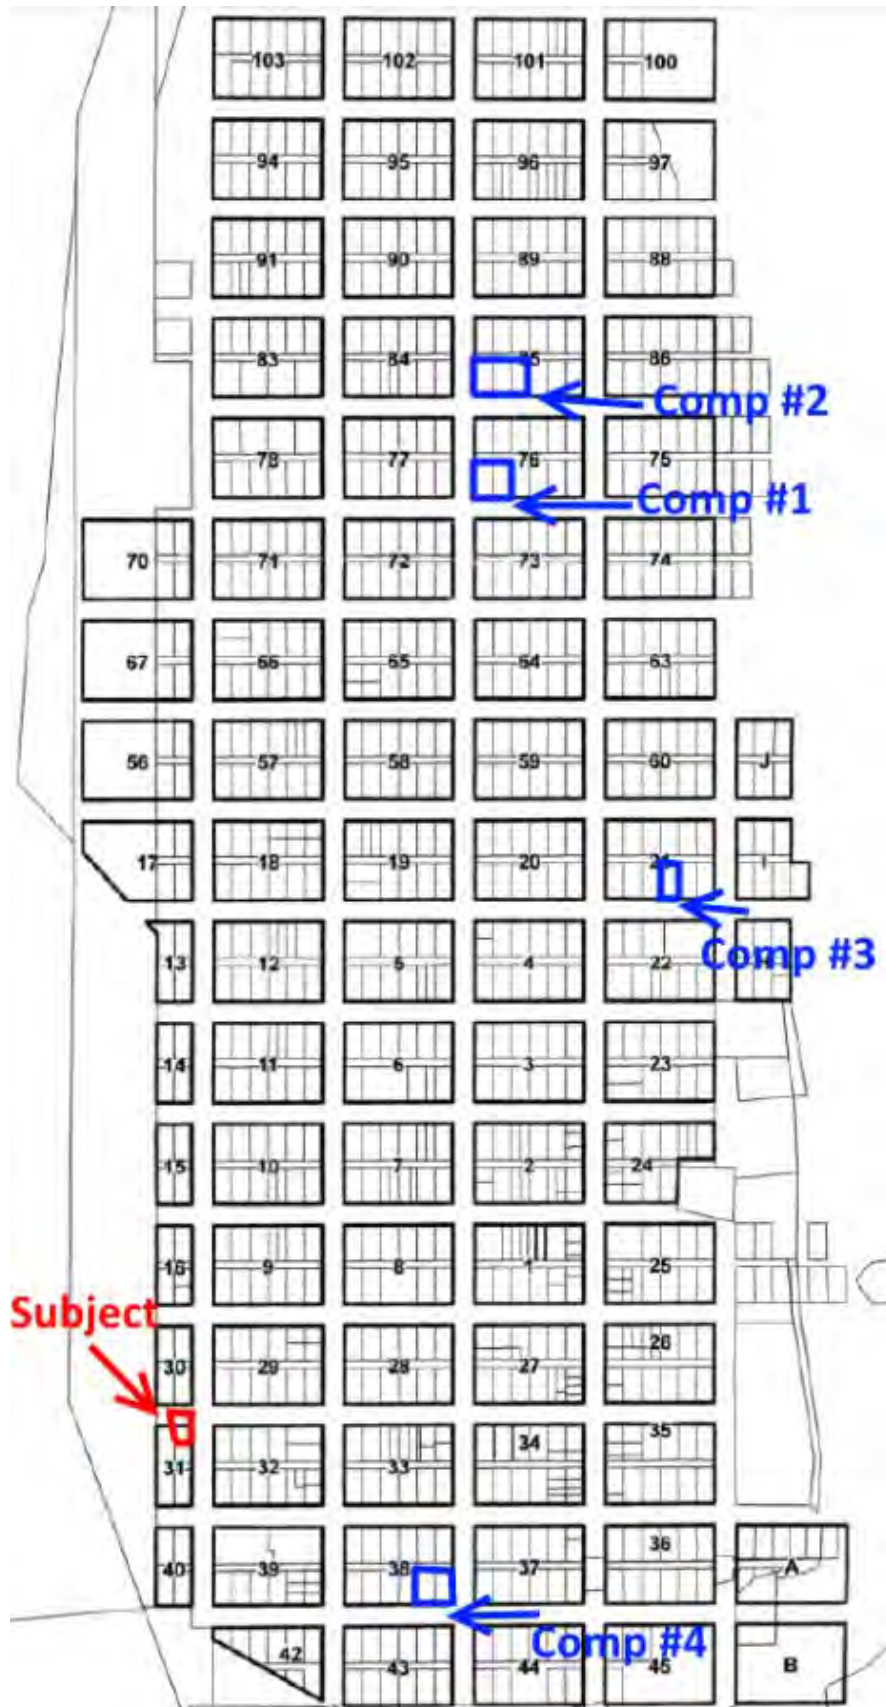 103 102 101 100
94 95 96 97
91 90 89 88
83 84 85 86
Comp #2
78 77 76 75
Comp #1
70 71 72 73 74
67 66 65 64 63
56 57 58 59 60 J
17 18 19 20 21 I
Comp #3
13 12 5 4 22
14 11 6 3 23
15 10 7 2 24
16 9 8 1 25
Subject
30 29 28 27 26
31 32 33 34 35
40 39 38 37 36 A
Comp #4
42 43 44 45 B